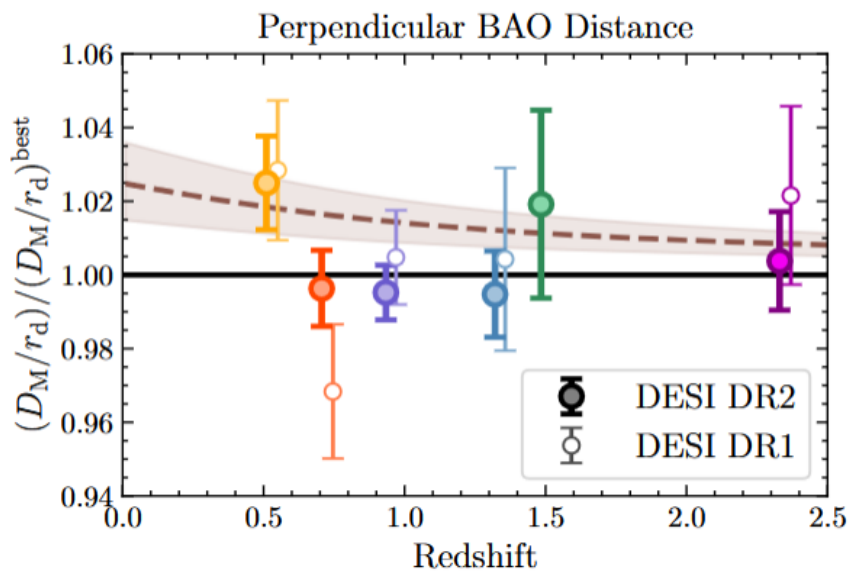 Perpendicular BAO Distance
(D_M/r_d)/(D_M/r_d)^best
1.06
1.04
1.02
1.00
0.98
0.96
0.94
DESI DR2
DESI DR1
0.0 0.5 1.0 1.5 2.0 2.5
Redshift